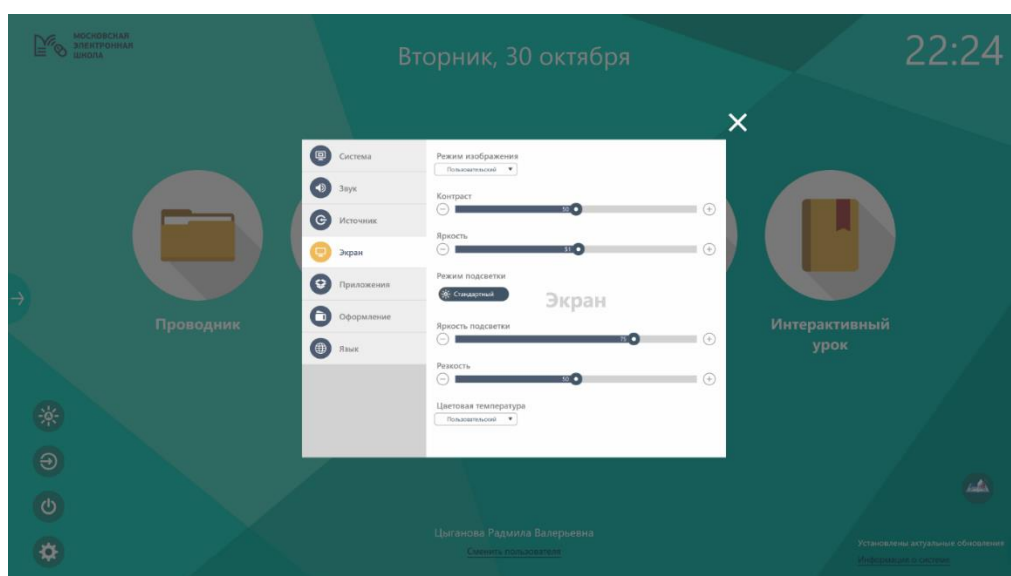 МОСКОВСКАЯ
ЭЛЕКТРОННАЯ
ШКОЛА
Вторник, 30 октября
22:24
Система
Звук
Источник
Экран
Приложения
Оформление
Язык
Режим изображения
Пользовательский
Контраст
50
Яркость
51
Режим подсветки
Стандартный
Экран
Яркость подсветки
75
Резкость
50
Цветовая температура
Пользовательский
Проводник
Интерактивный
урок
Цыганова Радмила Валерьевна
Сменить пользователя
Установлены актуальные обновления
Информация о системе